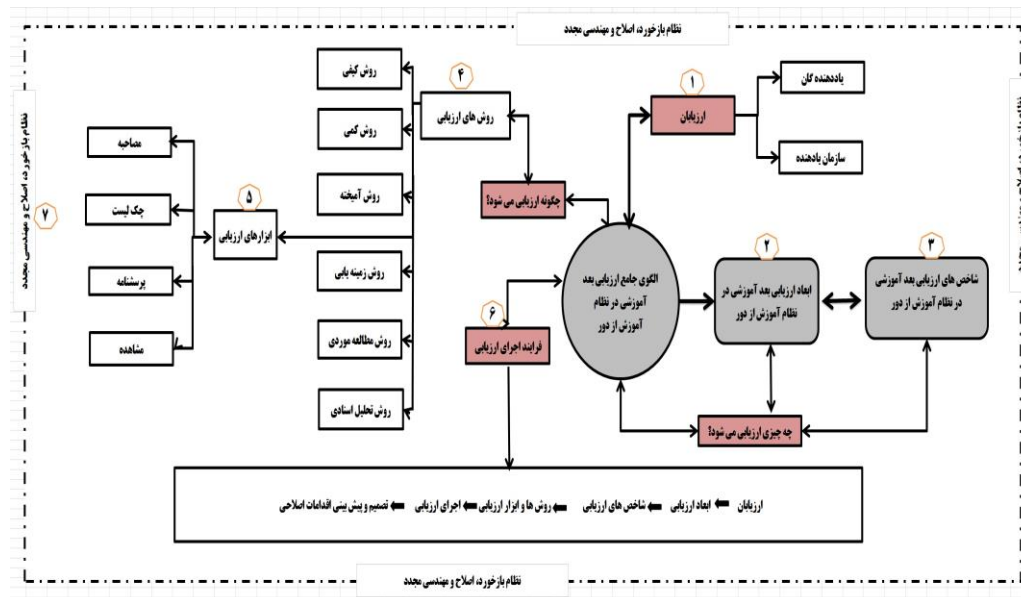 نظام بازخورد، اصلاح و مهندسی مجدد
۱
ارزیابان
یاددهنده گان
سازمان یاددهنده
۴
روش های ارزیابی
روش کیفی
روش کمی
روش آمیخته
روش زمینه یابی
روش مطالعه موردی
روش تحلیل اسنادی
چگونه ارزیابی می شود؟
۵
ابزارهای ارزیابی
مصاحبه
چک لیست
پرسشنامه
مشاهده
۷
نظام بازخورد، اصلاح و مهندسی مجدد
الگوی جامع ارزیابی بعد
آموزشی در نظام
آموزش از دور
۲
ابعاد ارزیابی بعد آموزشی در
نظام آموزش از دور
۳
شاخص های ارزیابی بعد آموزشی
در نظام آموزش از دور
چه چیزی ارزیابی می شود؟
۶
فرایند اجرای ارزیابی
ارزیابان ابعاد ارزیابی شاخص های ارزیابی روش ها و ابزار ارزیابی اجرای ارزیابی تصمیم و پیش بینی اقدامات اصلاحی
نظام بازخورد، اصلاح و مهندسی مجدد